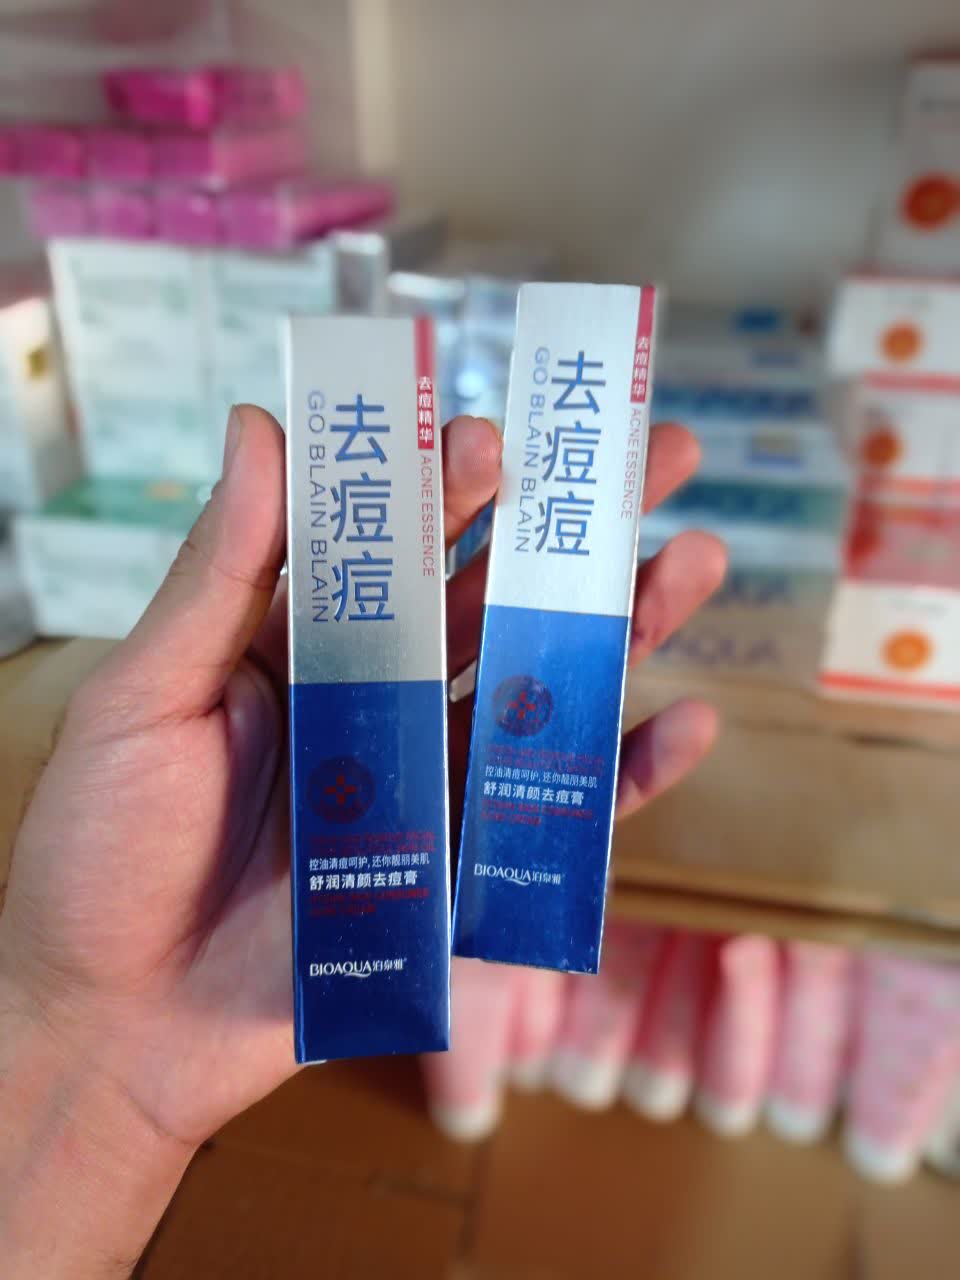 去痘痘
GO BLAIN BLAIN
去痘精华
ACNE ESSENCE
控油清痘呵护,还你靓丽美肌
舒润清颜去痘膏
BIOAQUA泊泉雅®
去痘痘
GO BLAIN BLAIN
去痘精华
ACNE ESSENCE
控油清痘呵护,还你靓丽美肌
舒润清颜去痘膏
BIOAQUA泊泉雅®